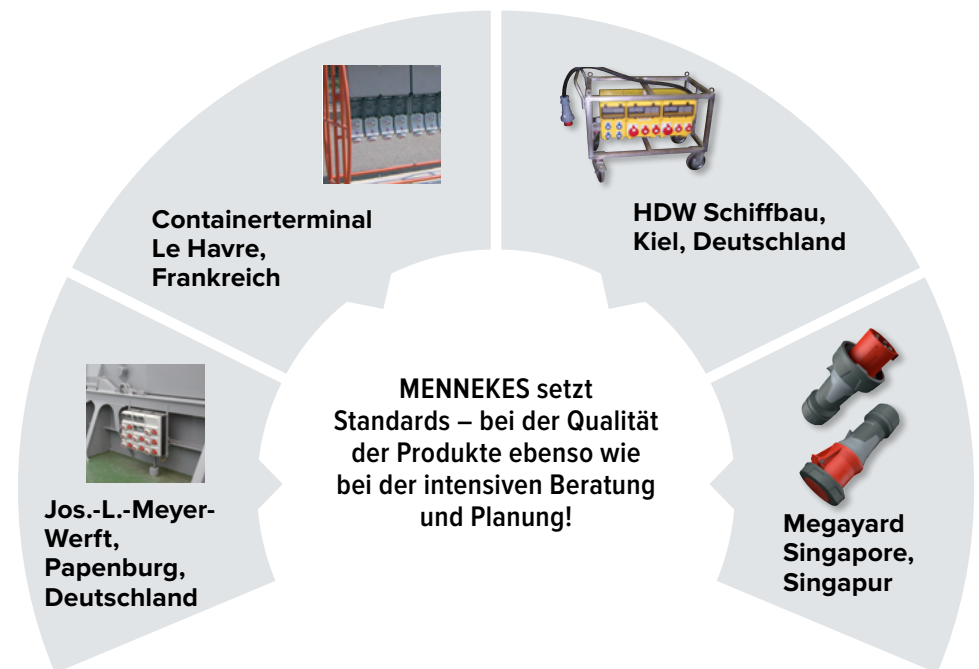 Containerterminal
Le Havre,
Frankreich
HDW Schiffbau,
Kiel, Deutschland
Jos.-L.-Meyer-
Werft,
Papenburg,
Deutschland
MENNEKES setzt
Standards – bei der Qualität
der Produkte ebenso wie
bei der intensiven Beratung
und Planung!
Megayard
Singapore,
Singapur